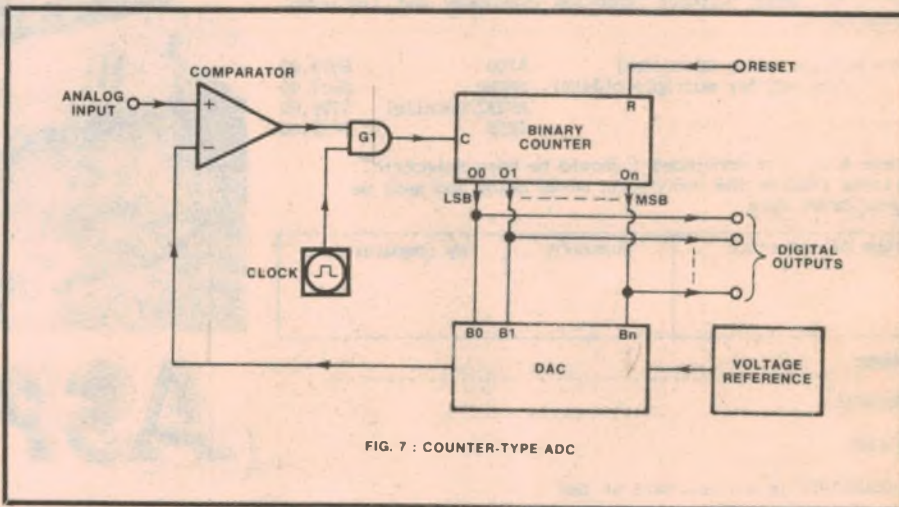 COMPARATOR
RESET
ANALOG
INPUT
+
−
G1
C
R
BINARY
COUNTER
O0 O1 On
LSB MSB
CLOCK
DIGITAL
OUTPUTS
B0 B1 Bn
DAC
VOLTAGE
REFERENCE
FIG. 7 : COUNTER-TYPE ADC